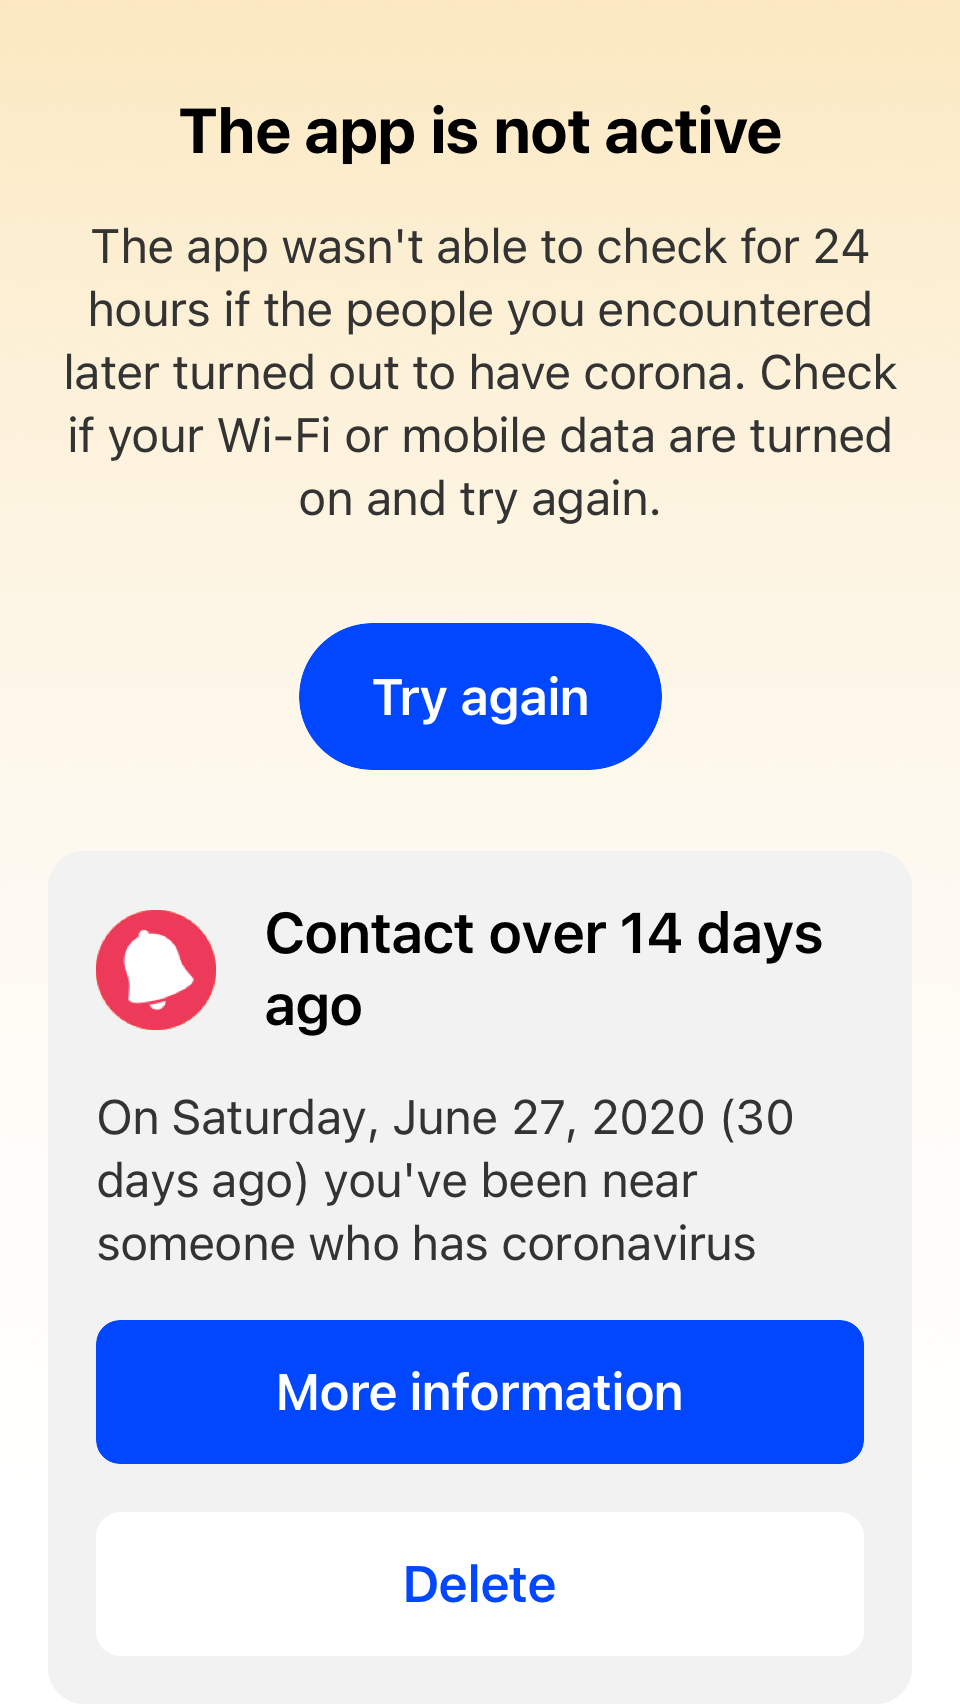 The app is not active
The app wasn't able to check for 24
hours if the people you encountered
later turned out to have corona. Check
if your Wi-Fi or mobile data are turned
on and try again.
Try again
Contact over 14 days
ago
On Saturday, June 27, 2020 (30
days ago) you've been near
someone who has coronavirus
More information
Delete